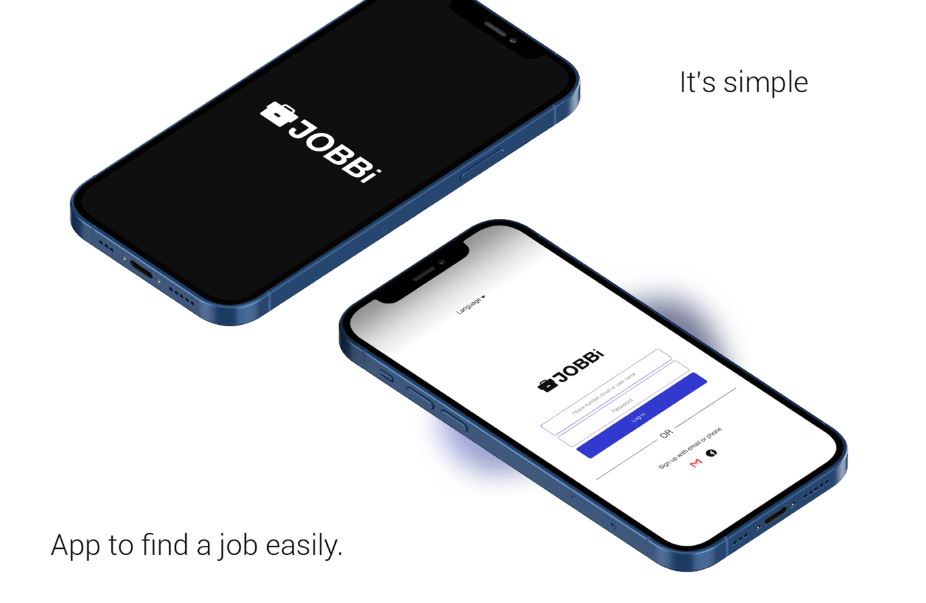 It's simple
JOBBi
Language
JOBBi
Phone number, email or user name
Password
Log in
OR
Sign up with email or phone
App to find a job easily.